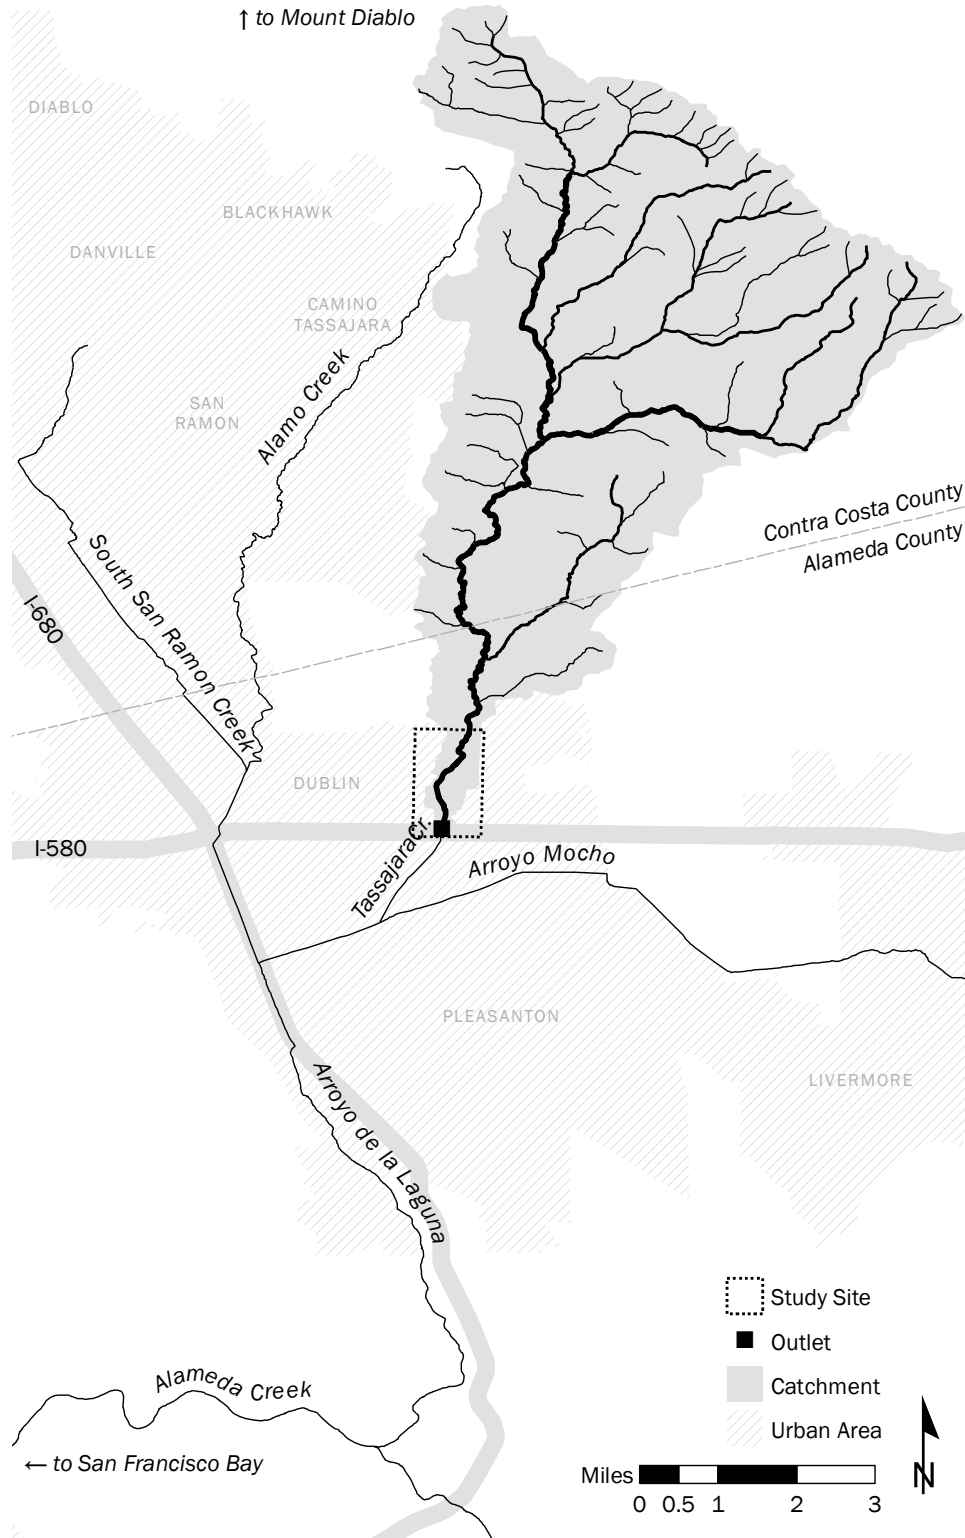 ↑ to Mount Diablo
DIABLO
BLACKHAWK
DANVILLE
CAMINO
TASSAJARA
Alamo Creek
SAN
RAMON
Contra Costa County
Alameda County
South San Ramon Creek
I-680
DUBLIN
I-580
Tassajara Cr.
Arroyo Mocho
PLEASANTON
LIVERMORE
Arroyo de la Laguna
Study Site
Outlet
Catchment
Urban Area
Alameda Creek
← to San Francisco Bay
Miles
0 0.5 1 2 3
N